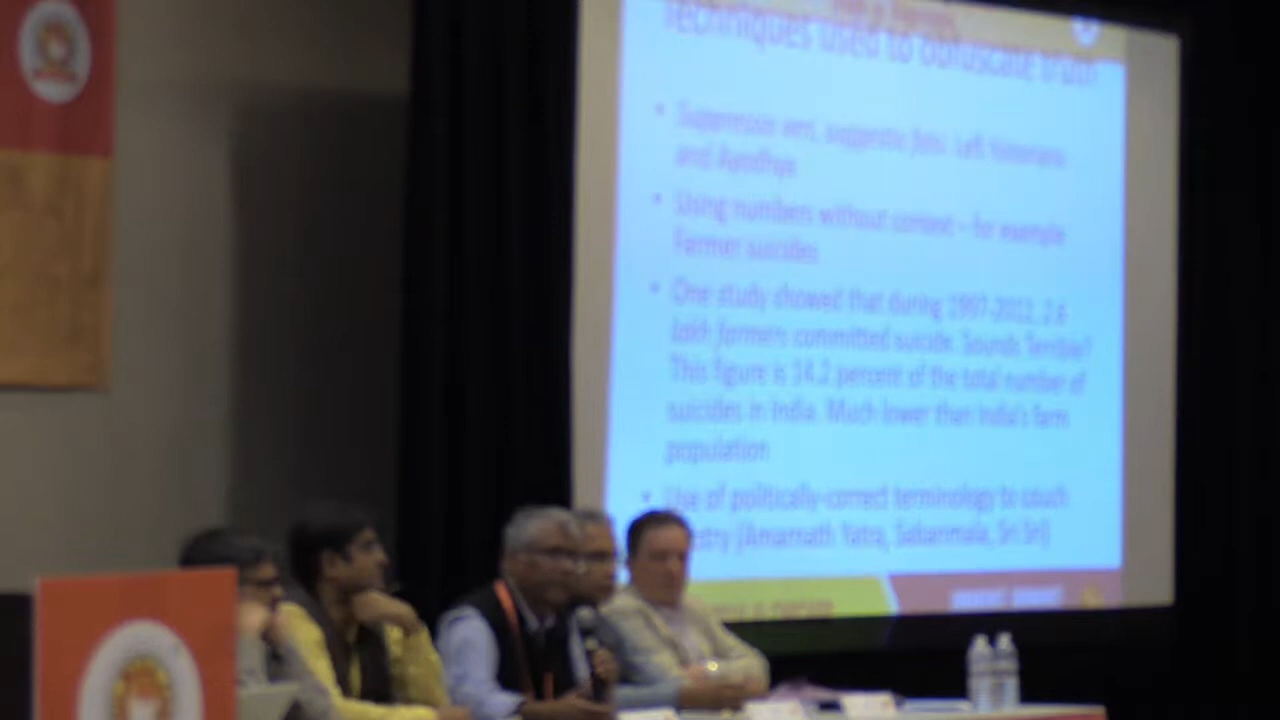 Techniques used to obfuscate truth
• Suppressio veri, suggestio falsi: Left historians
and Ayodhya
• Using numbers without context – for example
Farmer suicides
• One study showed that during 1997-2012, 2.6
lakh farmers committed suicide. Sounds Terrible?
This figure is 14.2 percent of the total number of
suicides in India. Much lower than India's farm
population
• Use of politically-correct terminology to couch
(Amarnath Yatra, Sabarimala, Sri Sri)